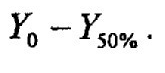 Y₀ − Y₅₀% .